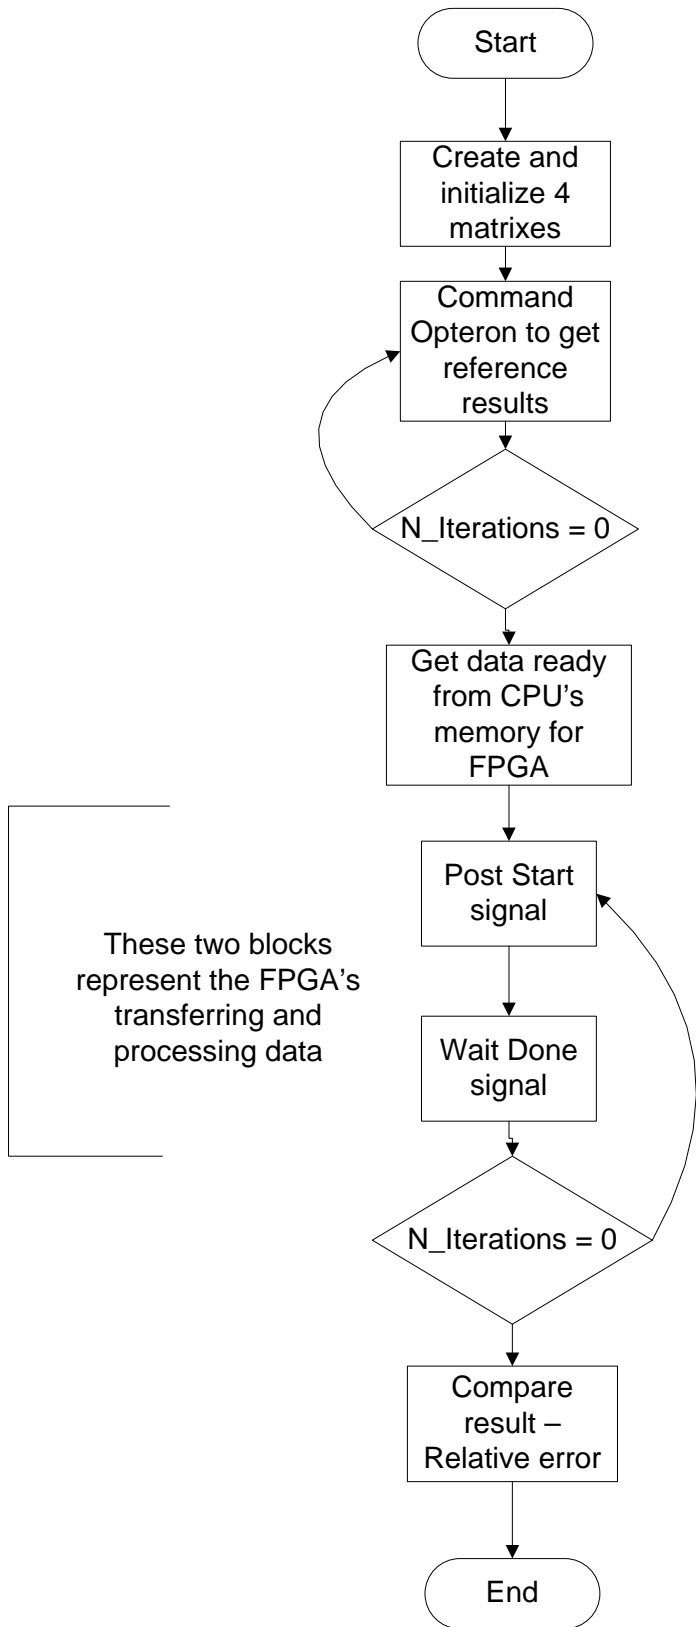 Start
Create and
initialize 4
matrixes
Command
Opteron to get
reference
results
N_Iterations = 0
Get data ready
from CPU's
memory for
FPGA
Post Start
signal
These two blocks
represent the FPGA's
transferring and
processing data
Wait Done
signal
N_Iterations = 0
Compare
result –
Relative error
End